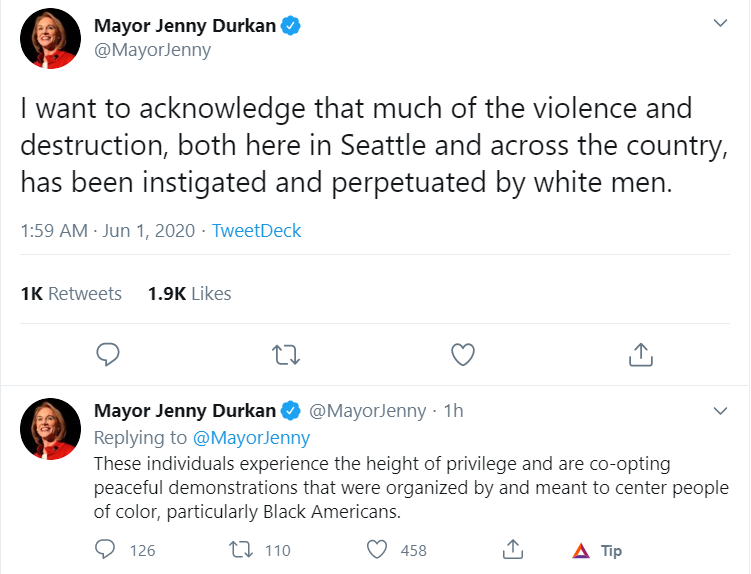 Mayor Jenny Durkan
@MayorJenny
I want to acknowledge that much of the violence and
destruction, both here in Seattle and across the country,
has been instigated and perpetuated by white men.
1:59 AM · Jun 1, 2020 · TweetDeck
1K Retweets 1.9K Likes
Mayor Jenny Durkan @MayorJenny · 1h
Replying to @MayorJenny
These individuals experience the height of privilege and are co-opting
peaceful demonstrations that were organized by and meant to center people
of color, particularly Black Americans.
126 110 458 Tip